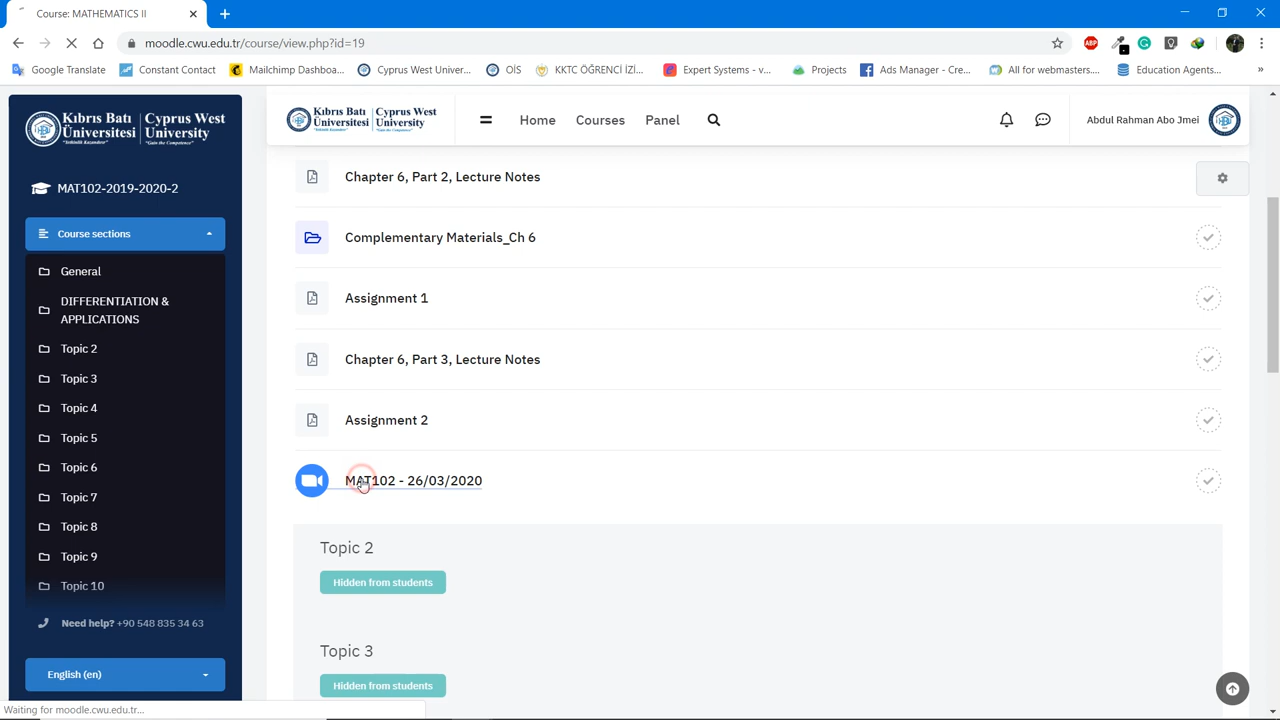 Course: MATHEMATICS II
moodle.cwu.edu.tr/course/view.php?id=19
ABP
Google Translate
Constant Contact
Mailchimp Dashboa...
Cyprus West Univer...
OİS
KKTC ÖĞRENCİ İZİ...
Expert Systems - v...
Projects
Ads Manager - Cre...
All for webmasters....
Education Agents...
»
Kıbrıs Batı Üniversitesi
"Sethinlik Kazandırır"
Cyprus West University
"Gain the Competence"
MAT102-2019-2020-2
Course sections
General
DIFFERENTIATION &
APPLICATIONS
Topic 2
Topic 3
Topic 4
Topic 5
Topic 6
Topic 7
Topic 8
Topic 9
Topic 10
Need help? +90 548 835 34 63
English (en)
Waiting for moodle.cwu.edu.tr...
Kıbrıs Batı Üniversitesi
Cyprus West University
Home
Courses
Panel
Abdul Rahman Abo Jmei
Chapter 6, Part 2, Lecture Notes
Complementary Materials_Ch 6
Assignment 1
Chapter 6, Part 3, Lecture Notes
Assignment 2
MAT102 - 26/03/2020
Topic 2
Hidden from students
Topic 3
Hidden from students